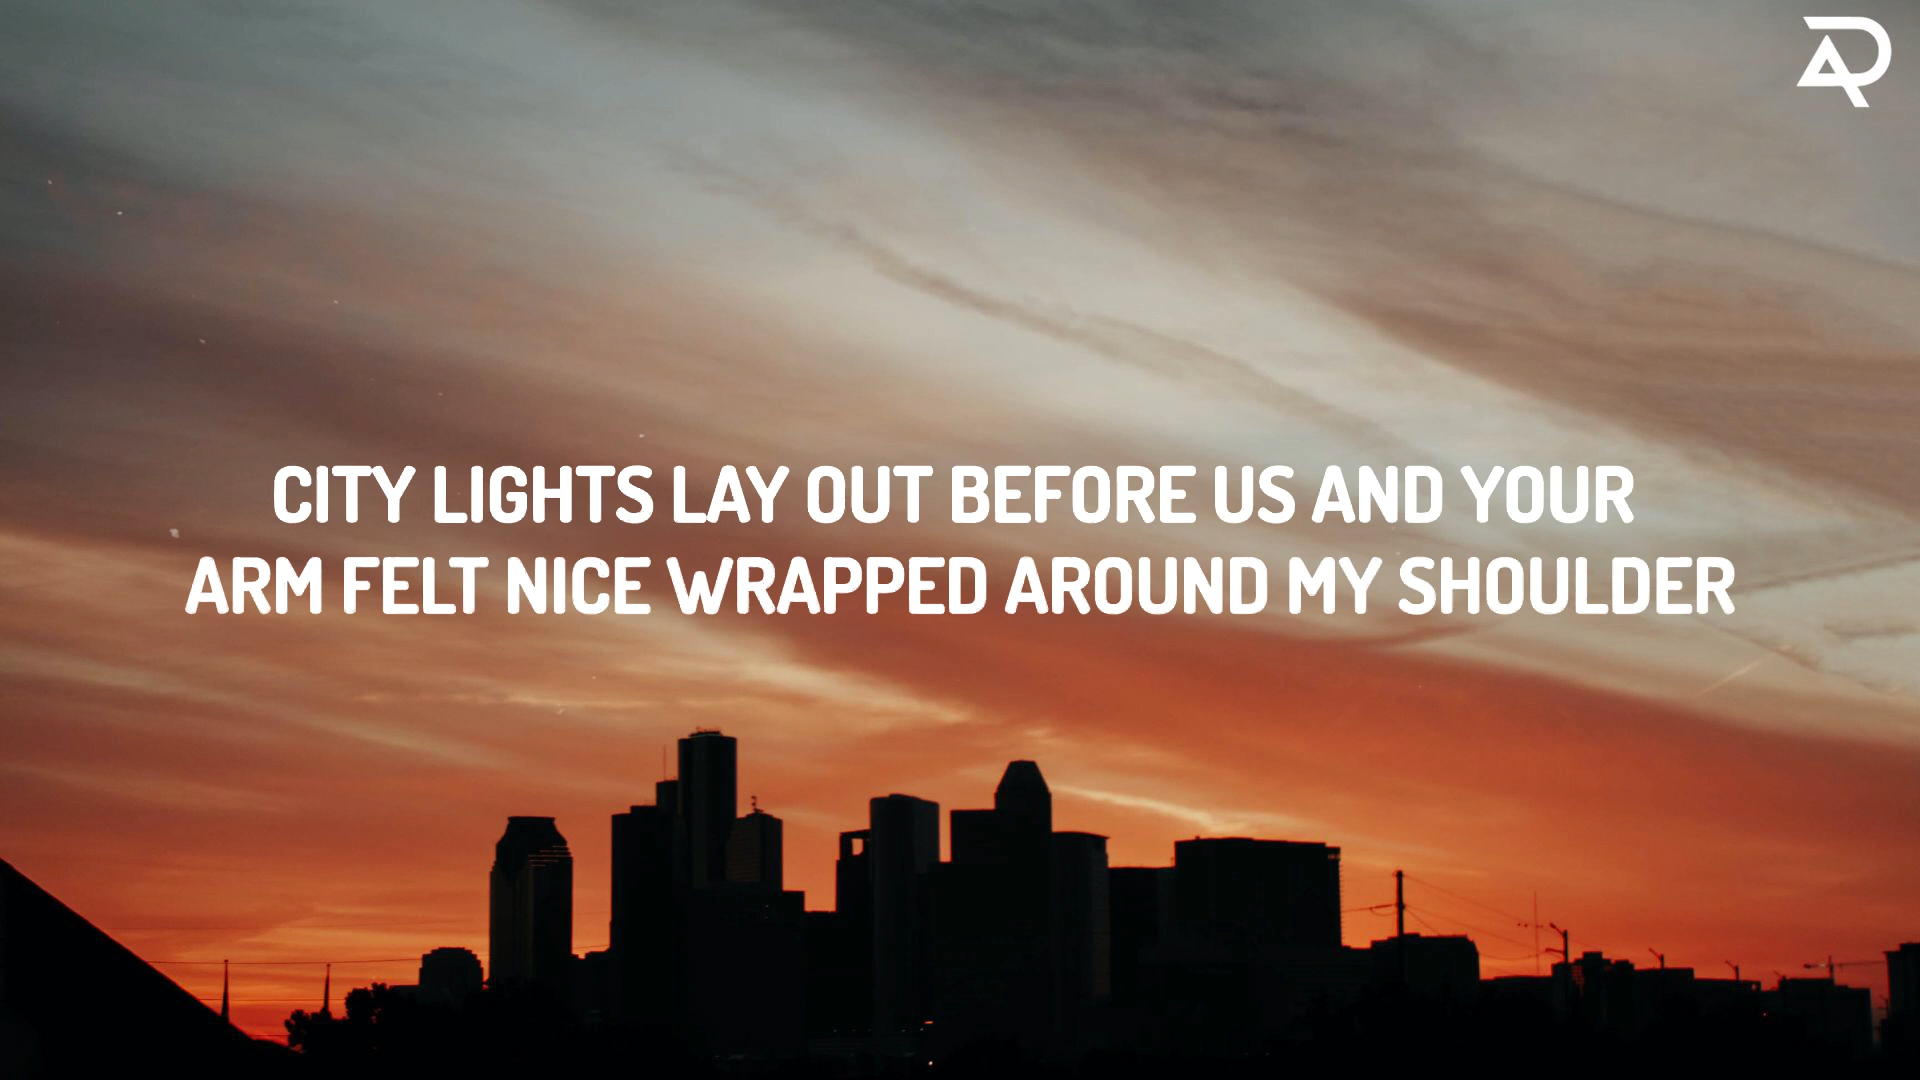 CITY LIGHTS LAY OUT BEFORE US AND YOUR
ARM FELT NICE WRAPPED AROUND MY SHOULDER